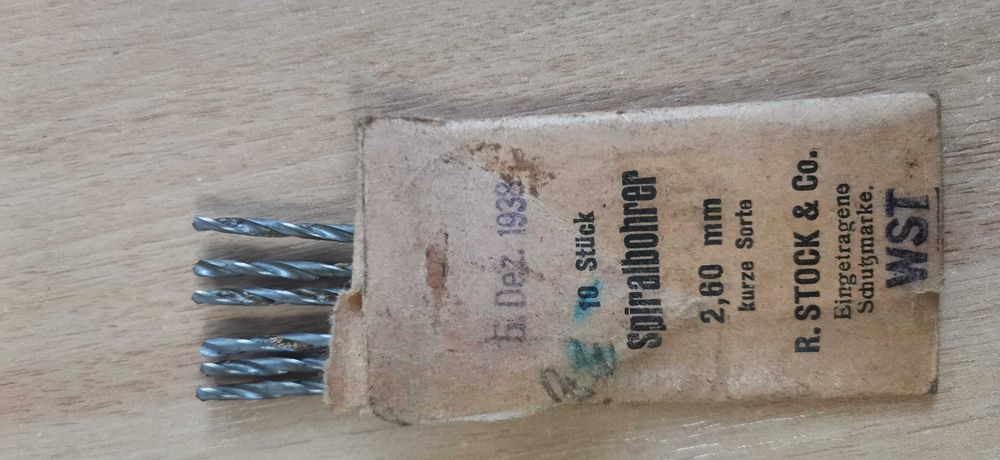 5. Dez. 1938
10 Stück
Spiralbohrer
2,60 mm
kurze Sorte
R. STOCK & Co.
Eingetragene
Schutzmarke.
WST